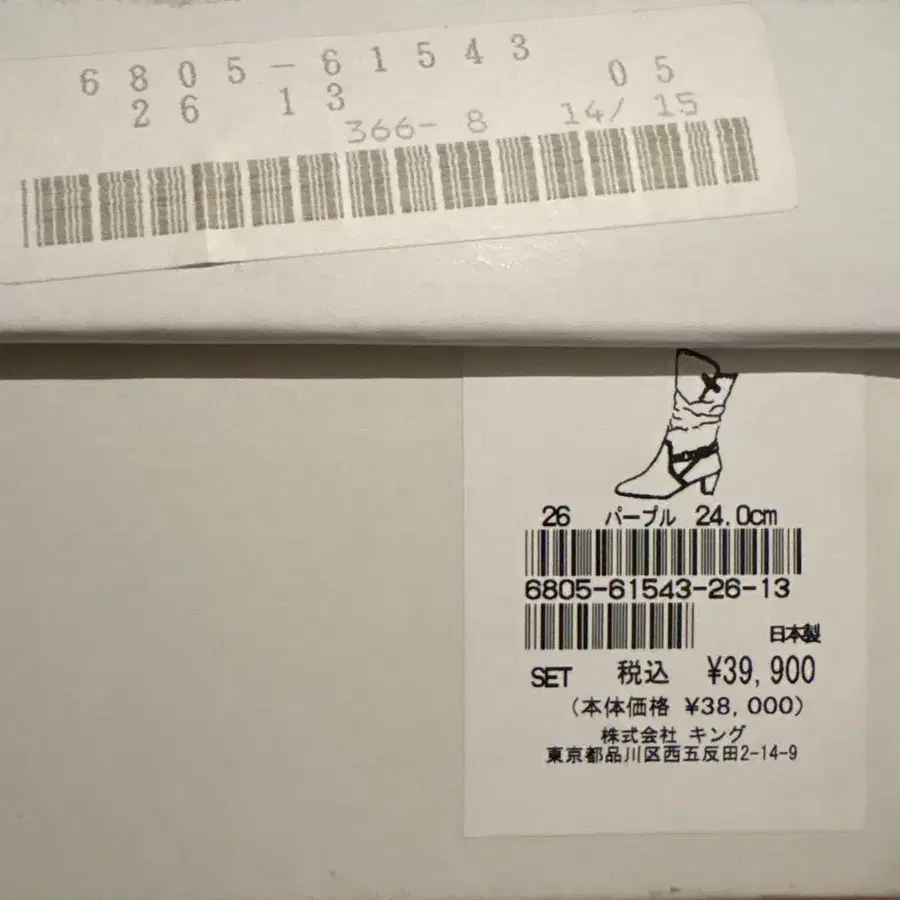 6805-61543
05
26 13
366- 8 14/ 15
26 パープル 24.0cm
6805-61543-26-13
日本製
SET 税込 ¥39,900
(本体価格 ¥38,000)
株式会社 キング
東京都品川区西五反田2-14-9